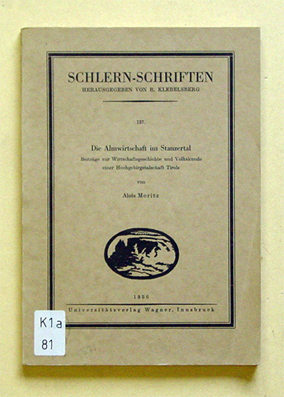 SCHLERN-SCHRIFTEN
HERAUSGEGEBEN VON R. KLEBELSBERG
137.
Die Almwirtschaft im Stanzertal
Beiträge zur Wirtschaftsgeschichte und Volkskunde
einer Hochgebirgstalschaft Tirols
von
Alois Moritz
1956
Universitätsverlag Wagner, Innsbruck
K1a
81